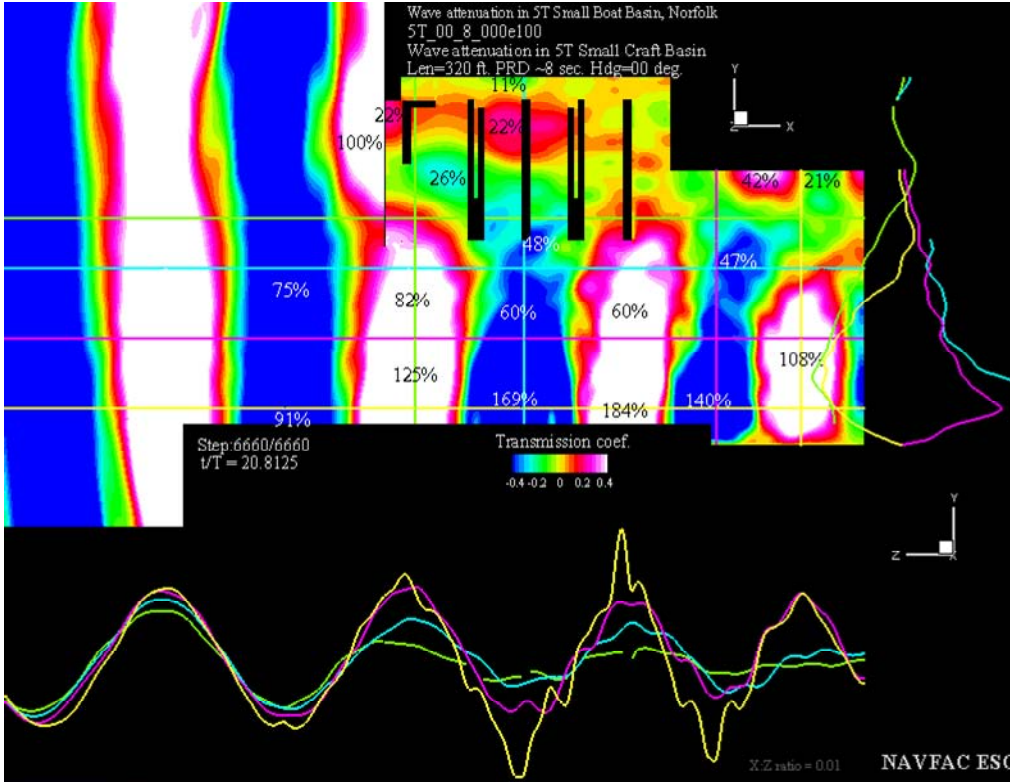 Wave attenuation in 5T Small Boat Basin, Norfolk
5T_00_8_000e100
Wave attenuation in 5T Small Craft Basin
Len=320 ft. PRD ~8 sec. Hdg=00 deg.
11%
Y
Z X
22%
22%
100%
26%
42% 21%
48%
47%
75%
82%
60%
60%
108%
125%
169%
184%
140%
91%
Step:6660/6660
t/T = 20.8125
Transmission coef.
-0.4 -0.2 0 0.2 0.4
Y
Z X
X:Z ratio = 0.01
NAVFAC ESC